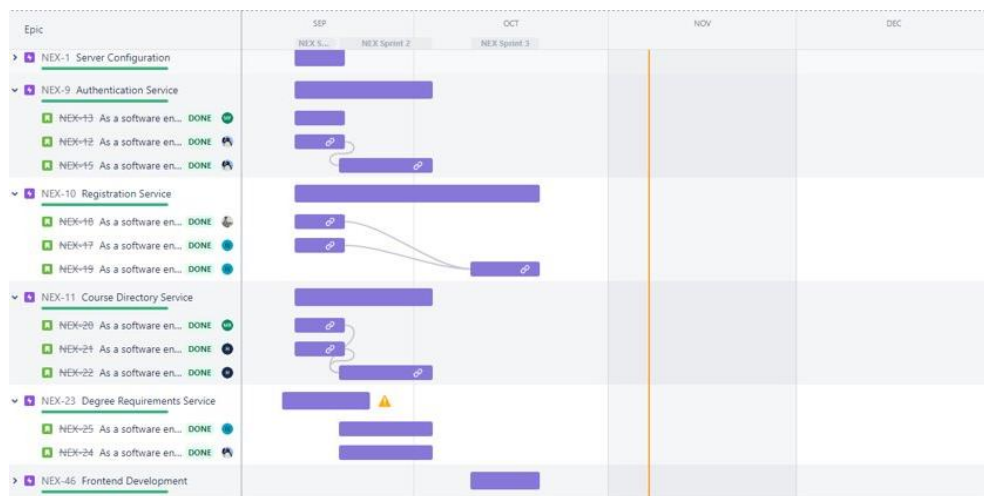 Epic
SEP OCT NOV DEC
NEX S... NEX Sprint 2 NEX Sprint 3
NEX-1 Server Configuration
NEX-9 Authentication Service
NEX-13 As a software en... DONE
NEX-12 As a software en... DONE
NEX-15 As a software en... DONE
NEX-10 Registration Service
NEX-18 As a software en... DONE
NEX-17 As a software en... DONE
NEX-19 As a software en... DONE
NEX-11 Course Directory Service
NEX-20 As a software en... DONE
NEX-21 As a software en... DONE
NEX-22 As a software en... DONE
NEX-23 Degree Requirements Service
NEX-25 As a software en... DONE
NEX-24 As a software en... DONE
NEX-46 Frontend Development